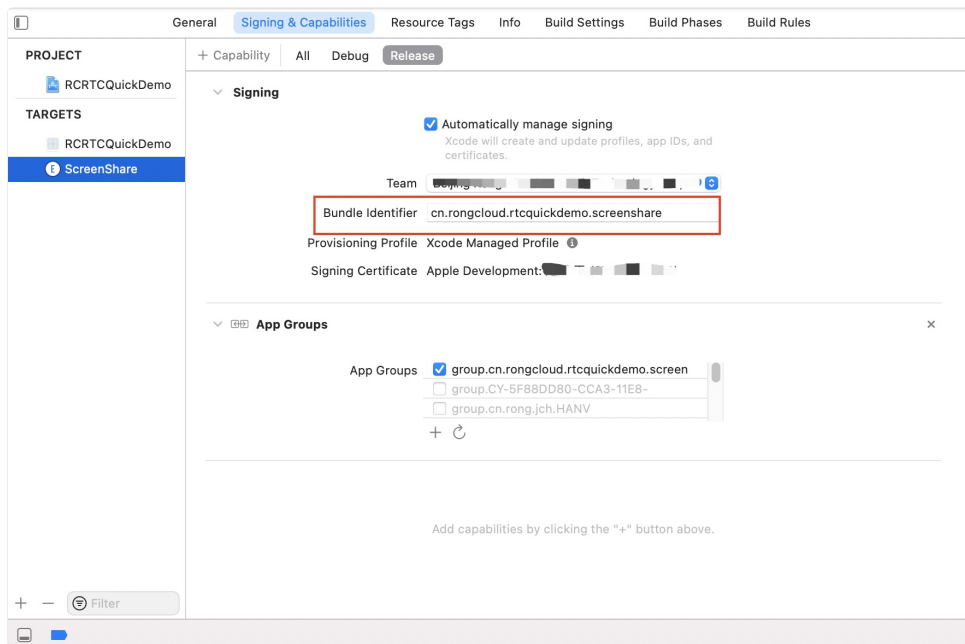 General Signing & Capabilities Resource Tags Info Build Settings Build Phases Build Rules
PROJECT
RCRTCQuickDemo
TARGETS
RCRTCQuickDemo
E ScreenShare
+ Capability All Debug Release
Signing
Automatically manage signing
Xcode will create and update profiles, app IDs, and
certificates.
Team
Bundle Identifier cn.rongcloud.rtcquickdemo.screenshare
Provisioning Profile Xcode Managed Profile
Signing Certificate Apple Development:
App Groups
App Groups group.cn.rongcloud.rtcquickdemo.screen
group.CY-5F88DD80-CCA3-11E8-
group.cn.rong.jch.HANV
Add capabilities by clicking the "+" button above.
Filter